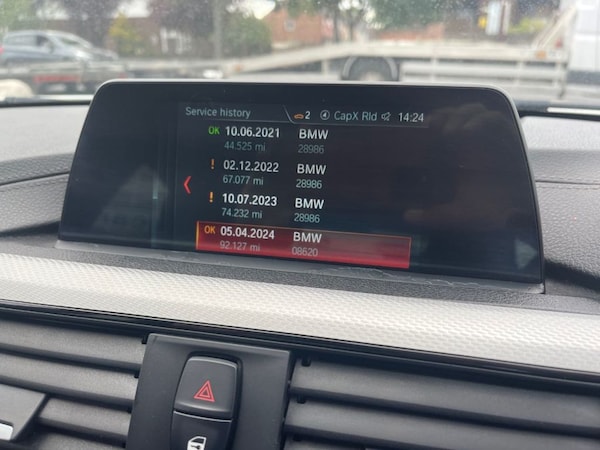 Service history 2 CapX Rld 14:24
OK 10.06.2021 BMW
44.525 mi 28986
! 02.12.2022 BMW
67.077 mi 28986
! 10.07.2023 BMW
74.232 mi 28986
OK 05.04.2024 BMW
92.127 mi 08620